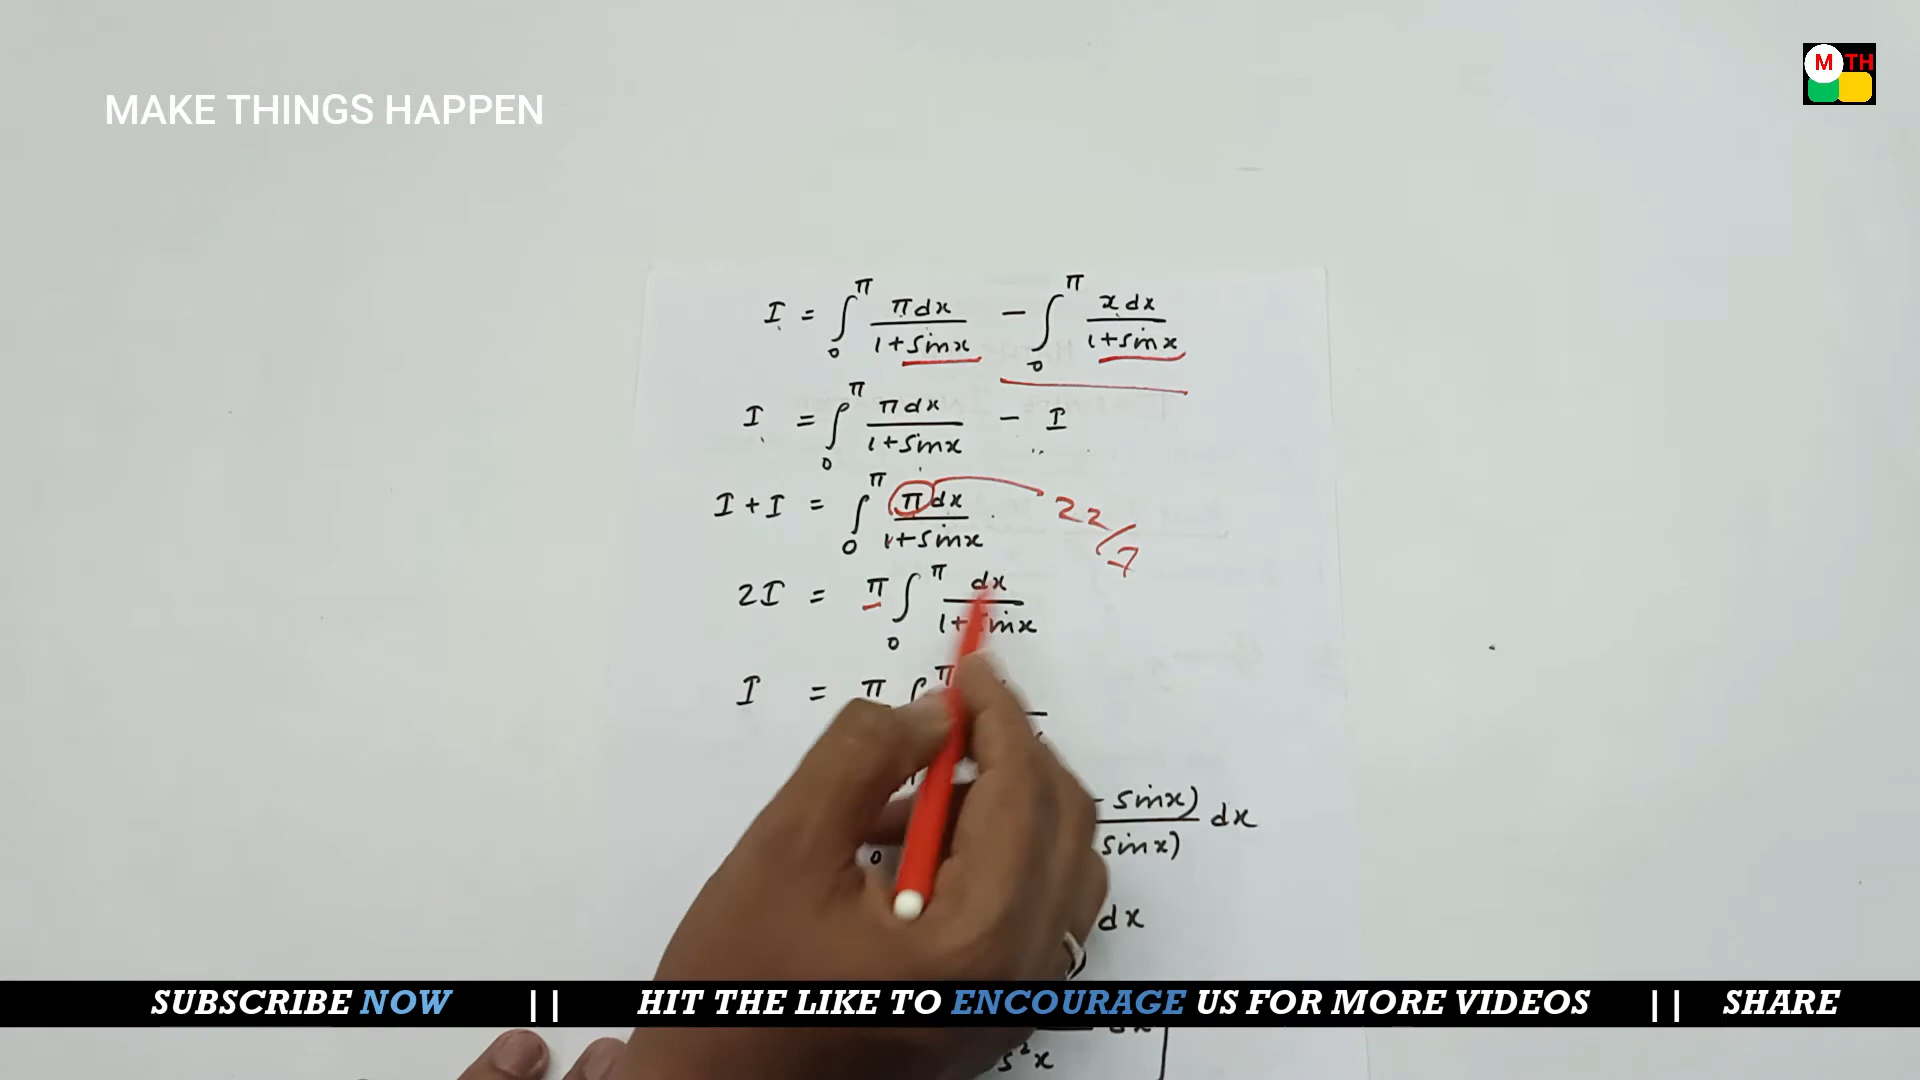 MAKE THINGS HAPPEN
M TH
I = ∫₀^π πdx/(1+sinx) − ∫₀^π xdx/(1+sinx)
I = ∫₀^π πdx/(1+sinx) − I
I+I = ∫₀^π πdx/(1+sinx) 22/7
2I = π ∫₀^π dx/(1+sinx)
I = π ∫ π
− sinx) dx
0 sinx)
dx
SUBSCRIBE NOW || HIT THE LIKE TO ENCOURAGE US FOR MORE VIDEOS || SHARE
s²x